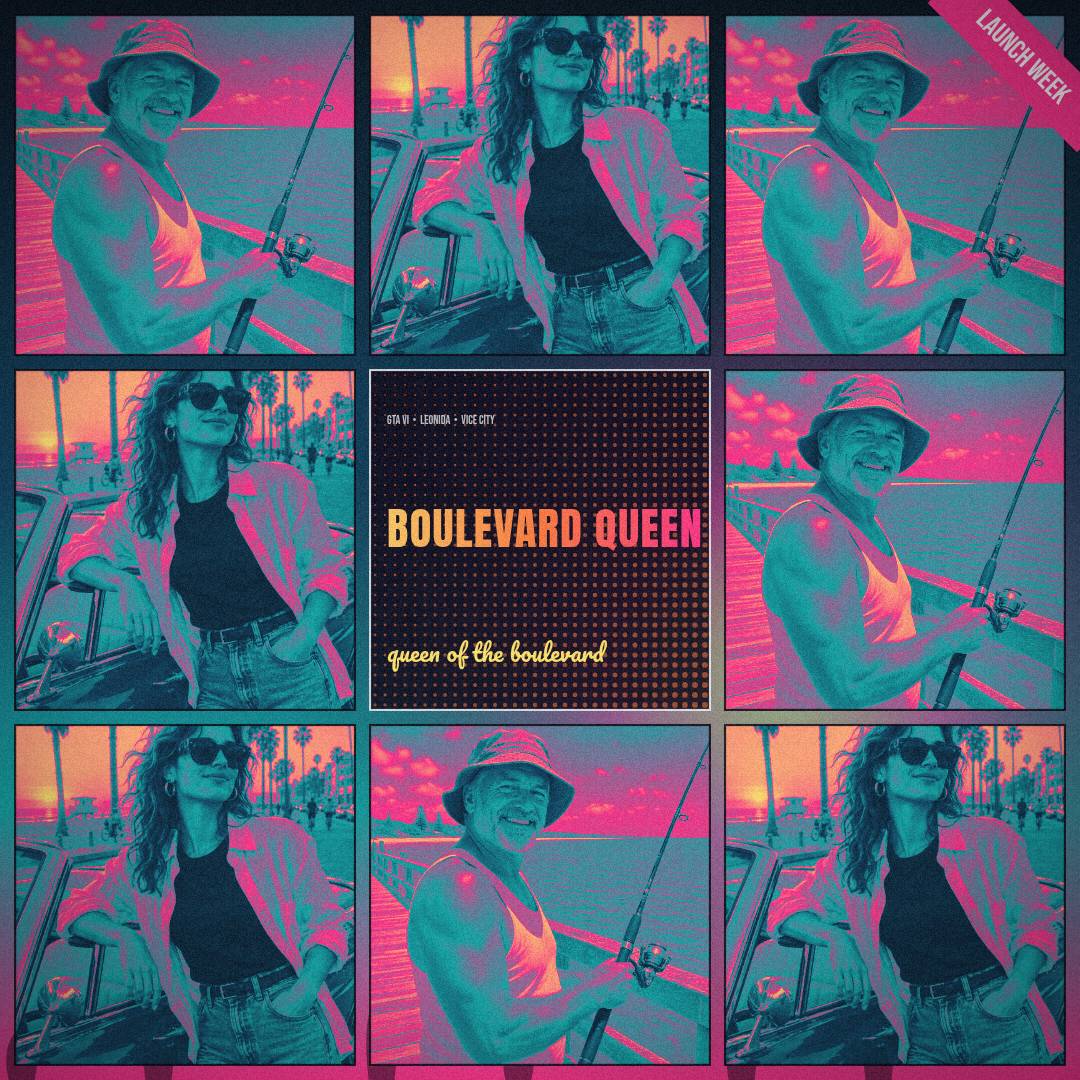 LAUNCH WEEK
GTA VI • LEONIDA • VICE CITY
BOULEVARD QUEEN
queen of the boulevard